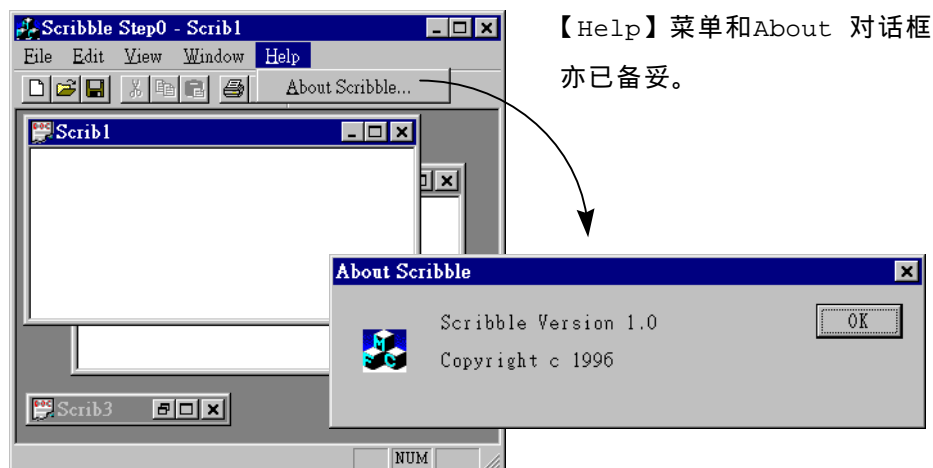 Scribble Step0 - Scrib1
File Edit View Window Help
About Scribble...
【Help】菜单和About 对话框
亦已备妥。
Scrib1
About Scribble
Scribble Version 1.0
OK
Copyright c 1996
Scrib3
NUM